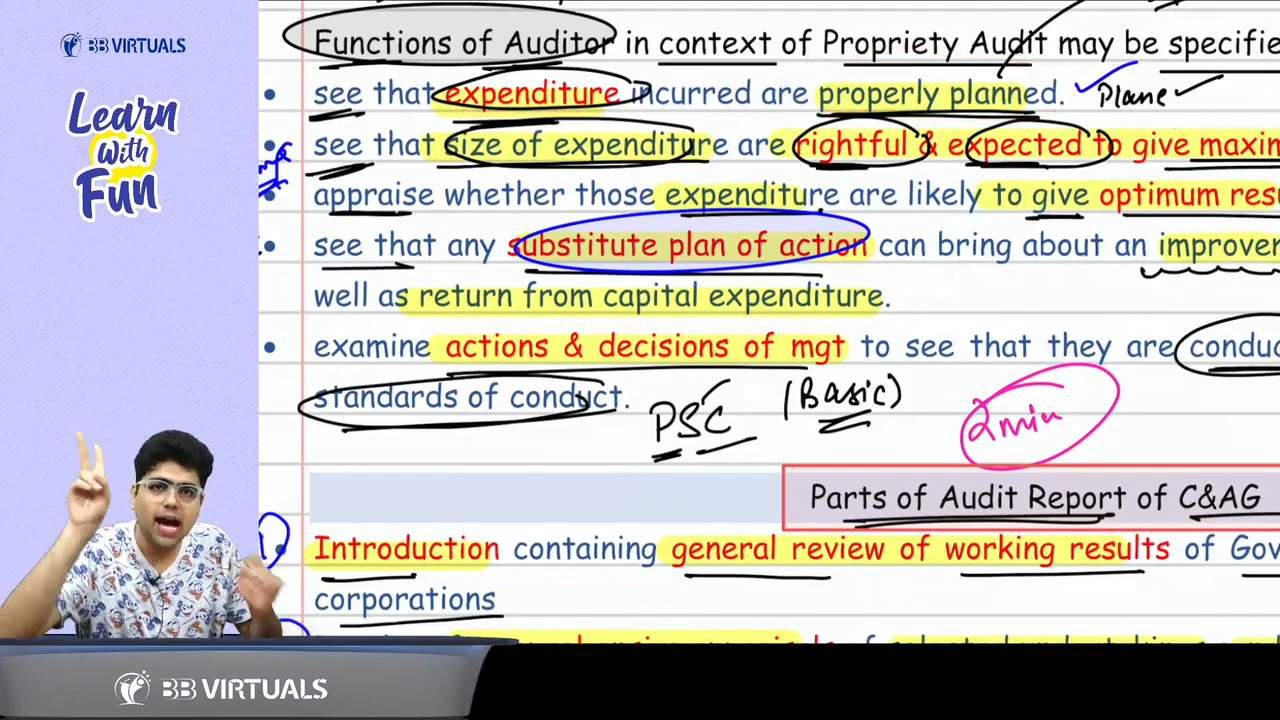 BB VIRTUALS
Learn
With
Fun
Functions of Auditor in context of Propriety Audit may be specifie
see that expenditure incurred are properly planned. Plane
see that size of expenditure are rightful & expected to give maxim
appraise whether those expenditure are likely to give optimum resu
see that any substitute plan of action can bring about an improve
well as return from capital expenditure.
examine actions & decisions of mgt to see that they are conduc
standards of conduct.
PSC (Basic) 2 min
Parts of Audit Report of C&AG
1) Introduction containing general review of working results of Gov
corporations
BB VIRTUALS